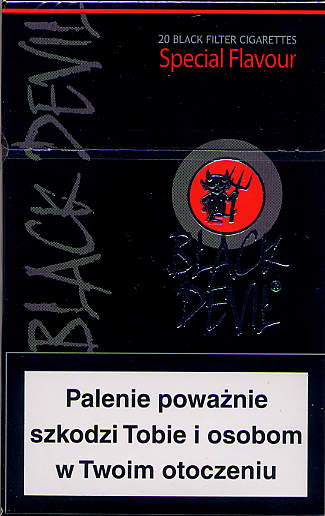 20 BLACK FILTER CIGARETTES
Special Flavour
BLACK DEVIL
BLACK
DEVIL®
Palenie poważnie
szkodzi Tobie i osobom
w Twoim otoczeniu